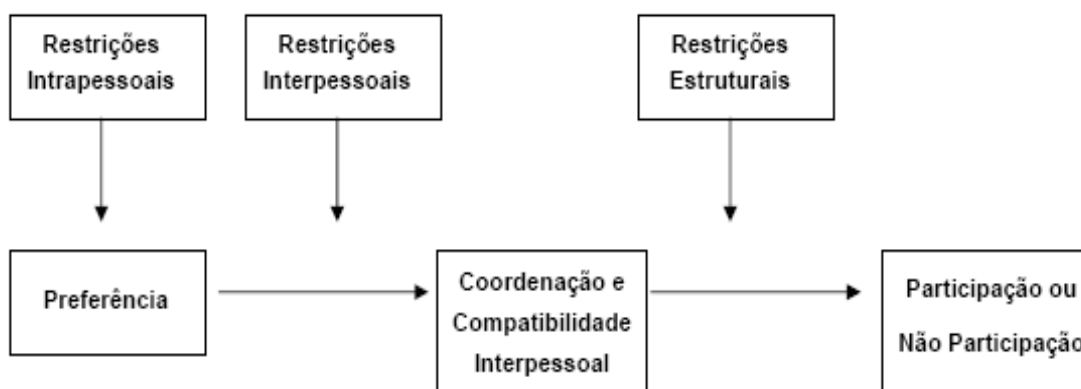 Restrições
Intrapessoais
Restrições
Interpessoais
Restrições
Estruturais
Preferência
Coordenação e
Compatibilidade
Interpessoal
Participação ou
Não Participação